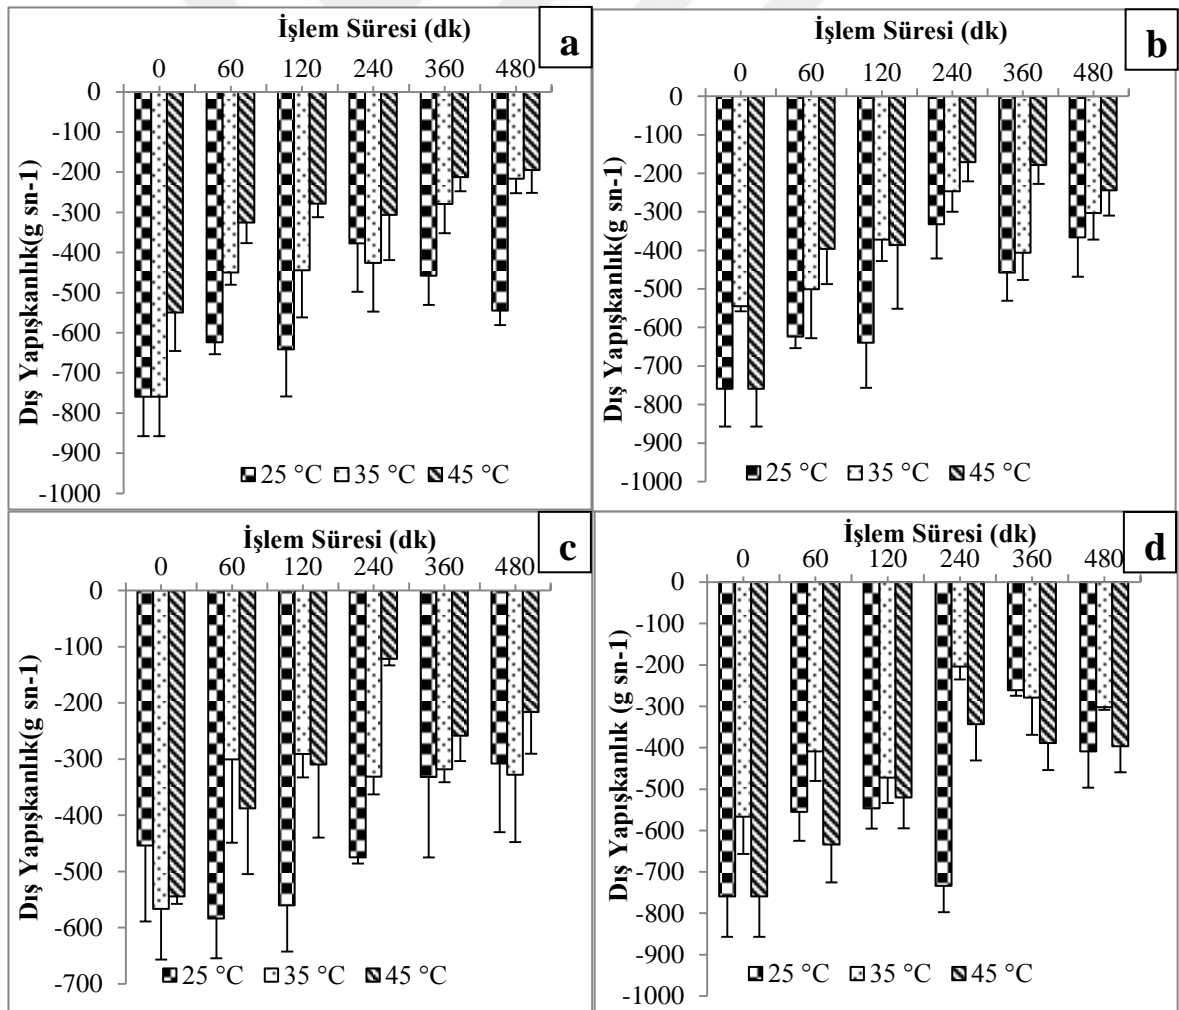 İşlem Süresi (dk)
a
0 60 120 240 360 480
0
-100
-200
-300
-400
-500
-600
-700
-800
-900
-1000
Dış Yapışkanlık(g sn-1)
25 °C 35 °C 45 °C
İşlem Süresi (dk)
b
0 60 120 240 360 480
0
-100
-200
-300
-400
-500
-600
-700
-800
-900
-1000
Dış Yapışkanlık(g sn-1)
25 °C 35 °C 45 °C
İşlem Süresi (dk)
c
0 60 120 240 360 480
0
-100
-200
-300
-400
-500
-600
-700
Dış Yapışkanlık(g sn-1)
25 °C 35 °C 45 °C
İşlem Süresi (dk)
d
0 60 120 240 360 480
0
-100
-200
-300
-400
-500
-600
-700
-800
-900
-1000
Dış Yapışkanlık (g sn-1)
25 °C 35 °C 45 °C